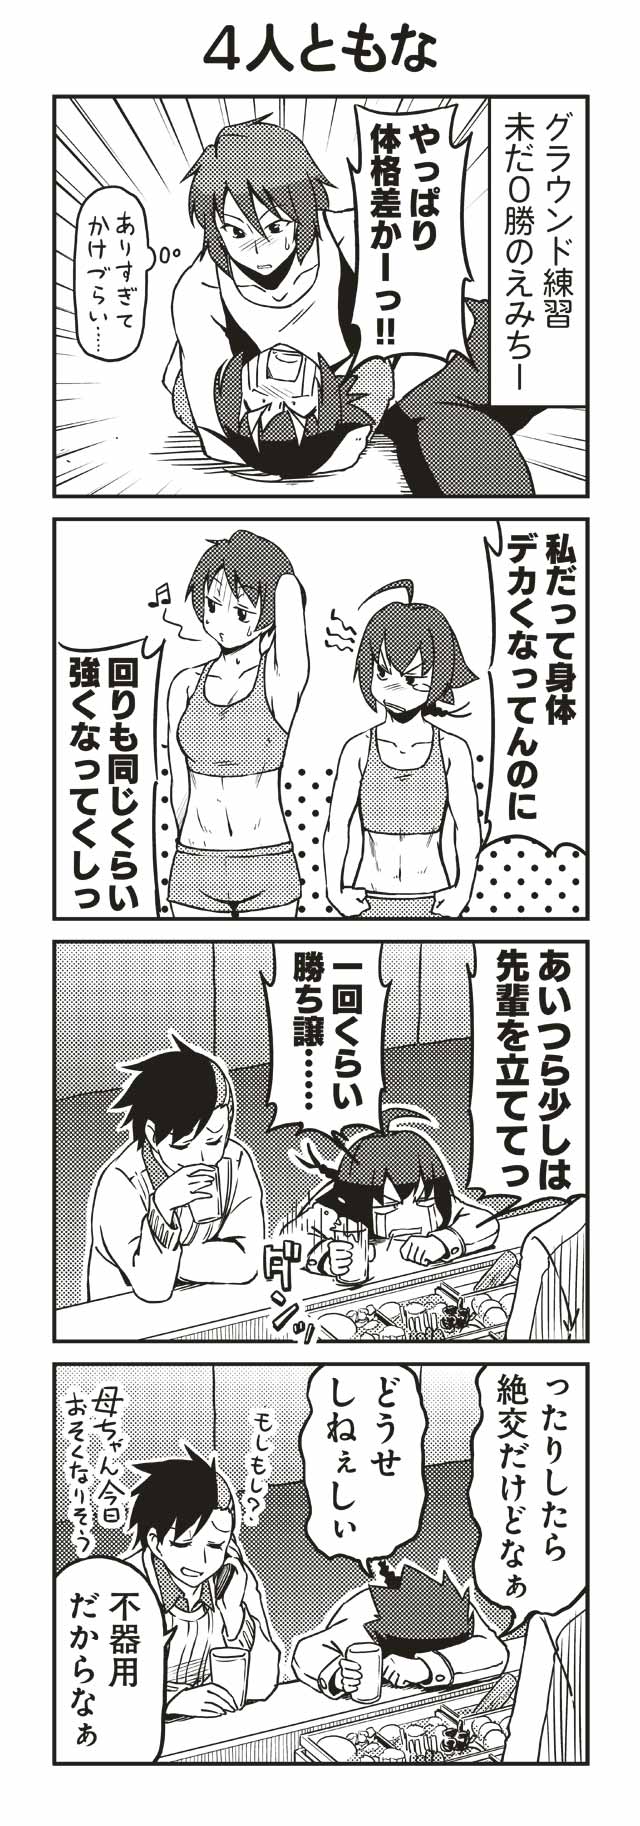 4人ともな
グラウンド練習
未だ0勝のえみちー
やっぱり
体格差かーっ!!
ありすぎて
かけづらい……
私だって身体
デカくなってんのに
回りも同じくらい
強くなってくしっ
あいつら少しは
先輩を立ててっ
一回くらい
勝ち譲……
ダンッ
ったりしたら
絶交だけどなぁ
どうせ
しねぇしぃ
もしもし?
母ちゃん今日
おそくなりそう
不器用
だからなぁ